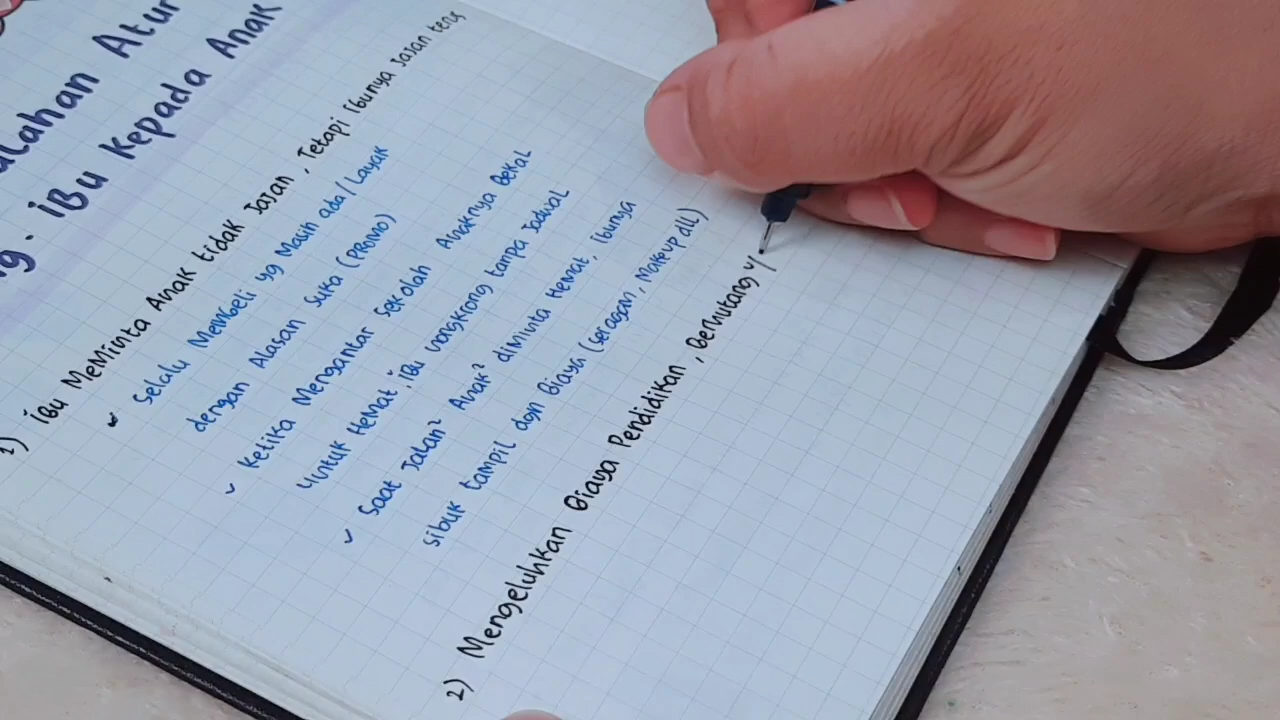 alahan Atur
ng. iBu Kepada Anak
1) iBu Meminta Anak tidak Jajan, Tetapi Ibunya Jajan terus
✓ Selalu Membeli yg Masih ada/Layak
dengan Alasan Suka (Promo)
✓ Ketika Mengantar Sekolah Anaknya Bekal
untuk Hemat iBu nongkrong tanpa Jadwal
✓ Saat Jalan² Anak² diminta Hemat, Ibunya
sibuk tampil dgn Biaya (seragam, Makeup dll)
2) Mengeluhkan Biaya Pendidikan, Berhutang